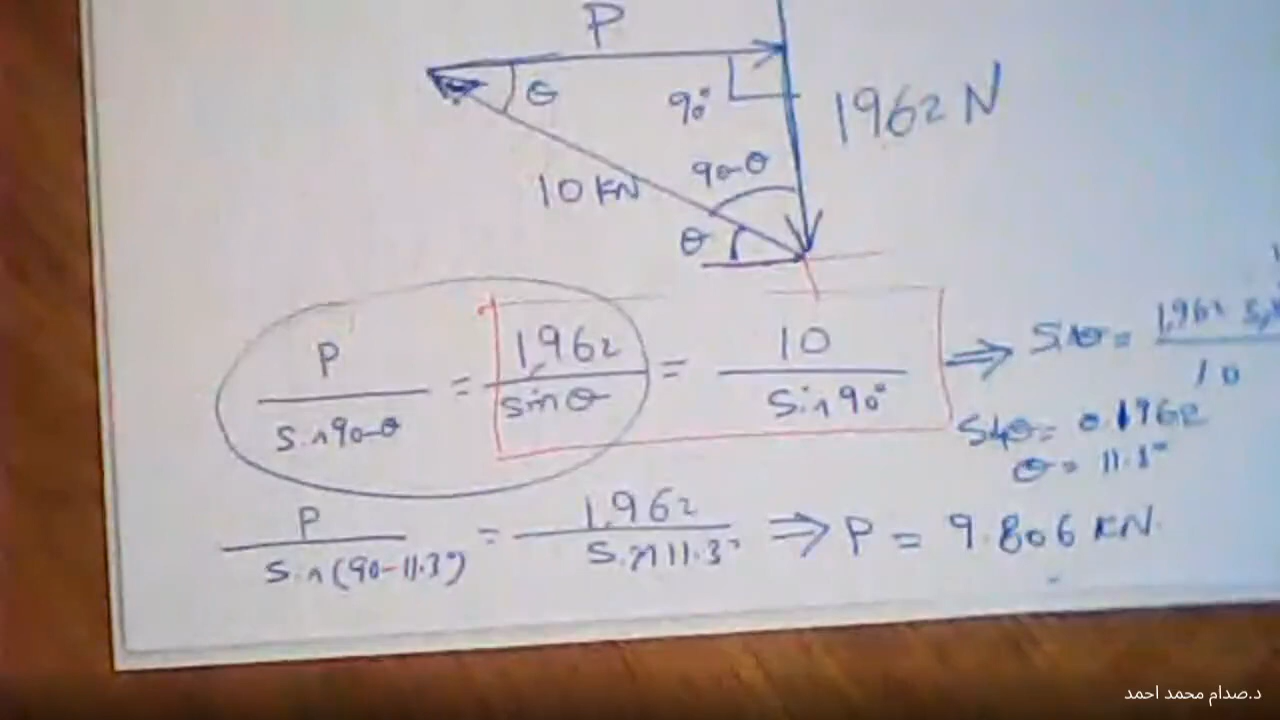 P
θ
90°
1962 N
90-θ
10 KN
θ
P / Sin90-θ = 1.962 / sinθ = 10 / Sin90° ⇒ Sinθ = 1.962 / 10
Sinθ = 0.1962
θ = 11.3°
P / Sin(90-11.3°) = 1.962 / Sin11.3° ⇒ P = 9.806 KN.
د.صدام محمد احمد